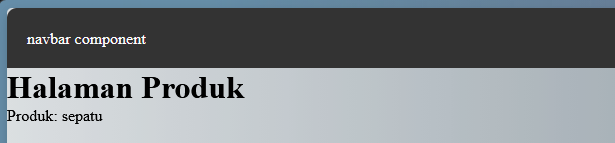 navbar component
Halaman Produk
Produk: sepatu